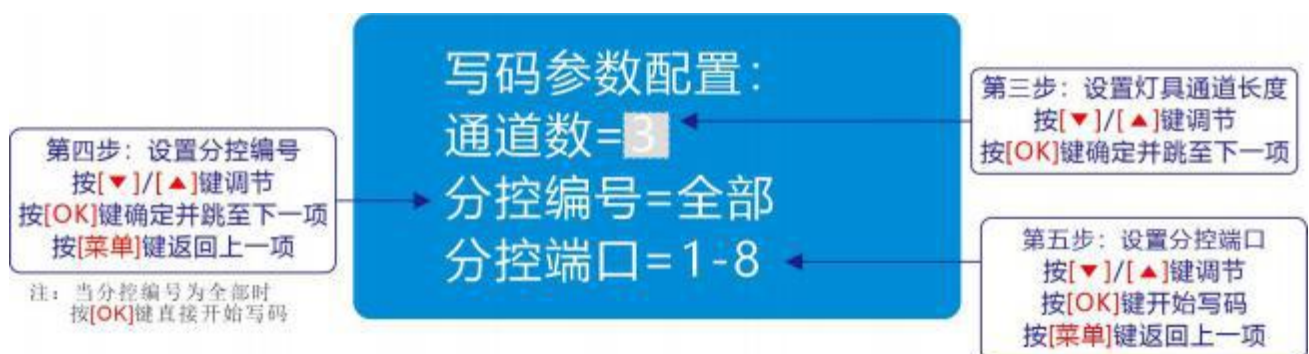 写码参数配置：
通道数=3
分控编号=全部
分控端口=1-8
第三步：设置灯具通道长度
按[▼]/[▲]键调节
按[OK]键确定并跳至下一项
第四步：设置分控编号
按[▼]/[▲]键调节
按[OK]键确定并跳至下一项
按[菜单]键返回上一项
注：当分控编号为全部时
按[OK]键直接开始写码
第五步：设置分控端口
按[▼]/[▲]键调节
按[OK]键开始写码
按[菜单]键返回上一项